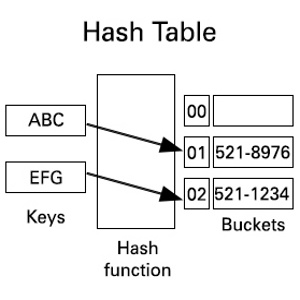 Hash Table
ABC
EFG
Keys
Hash
function
00
01 521-8976
02 521-1234
Buckets